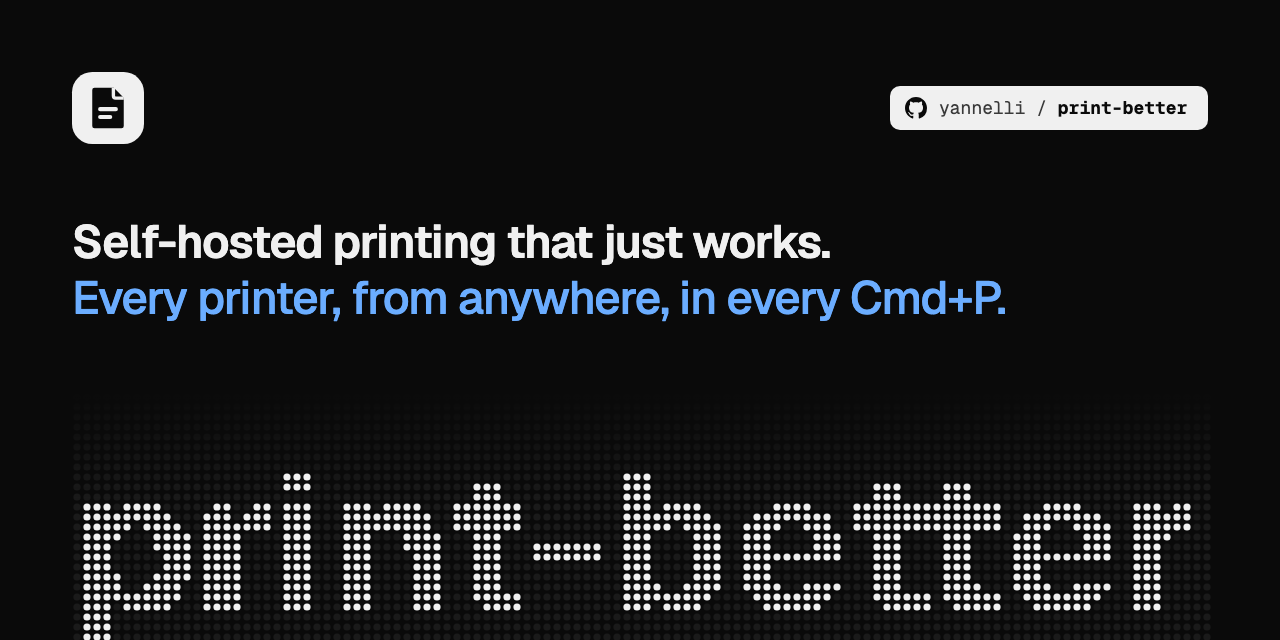 yannelli / print-better
Self-hosted printing that just works.
Every printer, from anywhere, in every Cmd+P.
print-better